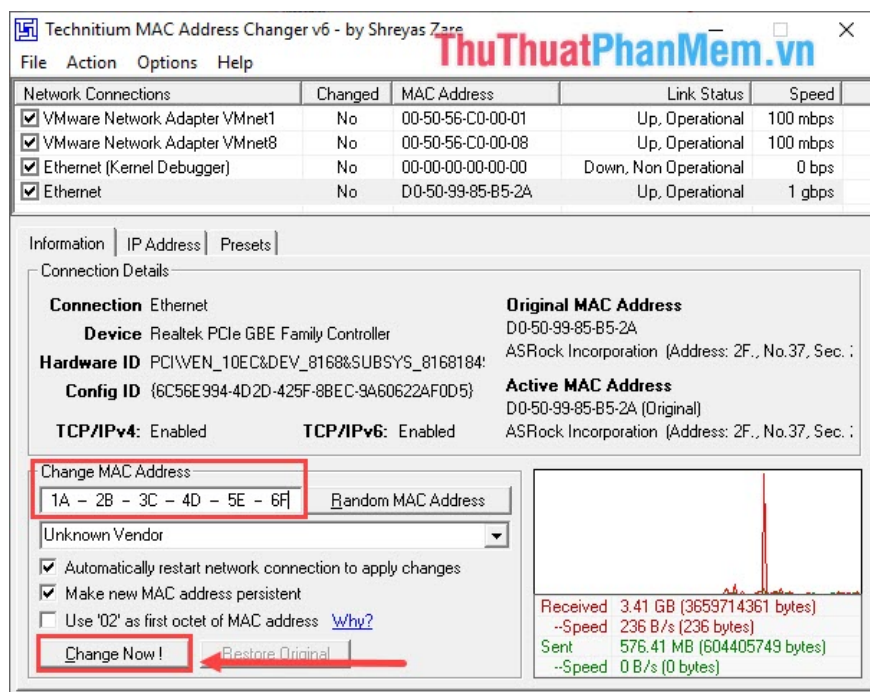 Technitium MAC Address Changer v6 - by Shreyas Zare
ThuThuatPhanMem.vn
File Action Options Help
Network Connections Changed MAC Address Link Status Speed
VMware Network Adapter VMnet1 No 00-50-56-C0-00-01 Up, Operational 100 mbps
VMware Network Adapter VMnet8 No 00-50-56-C0-00-08 Up, Operational 100 mbps
Ethernet (Kernel Debugger) No 00-00-00-00-00-00 Down, Non Operational 0 bps
Ethernet No D0-50-99-85-B5-2A Up, Operational 1 gbps
Information IP Address Presets
Connection Details
Connection Ethernet
Device Realtek PCIe GBE Family Controller
Hardware ID PCI\VEN_10EC&DEV_8168&SUBSYS_8168184
Config ID {6C56E994-4D2D-425F-8BEC-9A60622AF0D5}
TCP/IPv4: Enabled TCP/IPv6: Enabled
Original MAC Address
D0-50-99-85-B5-2A
ASRock Incorporation (Address: 2F., No.37, Sec.
Active MAC Address
D0-50-99-85-B5-2A (Original)
ASRock Incorporation (Address: 2F., No.37, Sec.
Change MAC Address
1A - 2B - 3C - 4D - 5E - 6F
Random MAC Address
Unknown Vendor
Automatically restart network connection to apply changes
Make new MAC address persistent
Use '02' as first octet of MAC address Why?
Change Now ! Restore Original
Received 3.41 GB (3659714361 bytes)
--Speed 236 B/s (236 bytes)
Sent 576.41 MB (604405749 bytes)
--Speed 0 B/s (0 bytes)